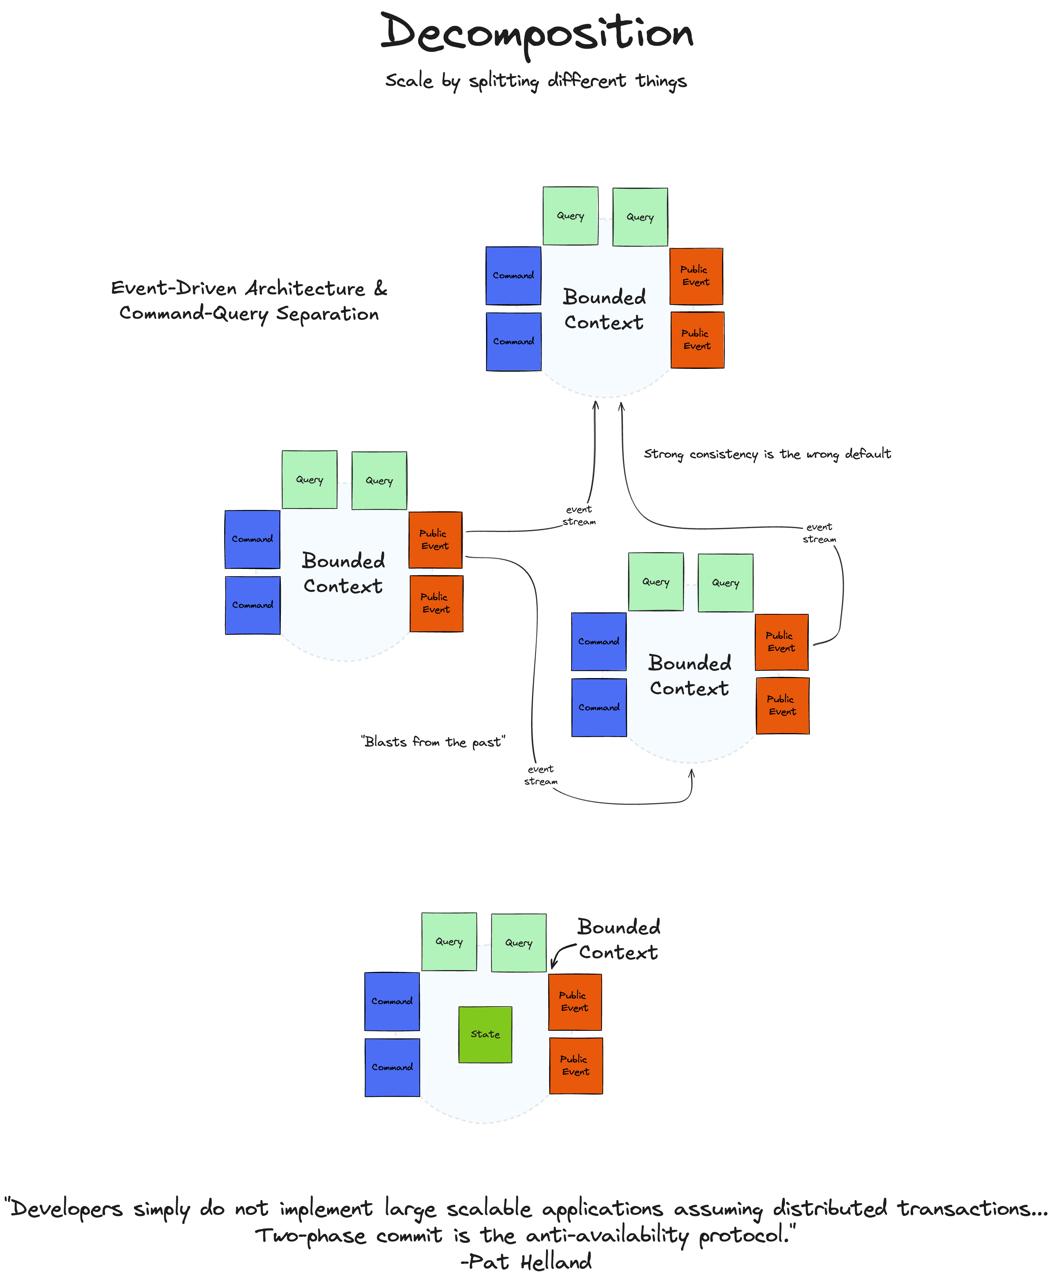 Decomposition
Scale by splitting different things
Query
Query
Command
Public
Event
Event-Driven Architecture &
Command-Query Separation
Bounded
Context
Command
Public
Event
Strong consistency is the wrong default
Query
Query
event
stream
Command
Public
Event
event
stream
Bounded
Context
Command
Public
Event
Query
Query
Command
Public
Event
Bounded
Context
Command
Public
Event
"Blasts from the past"
event
stream
Query
Query
Bounded
Context
Command
Public
Event
State
Command
Public
Event
"Developers simply do not implement large scalable applications assuming distributed transactions...
Two-phase commit is the anti-availability protocol."
-Pat Helland